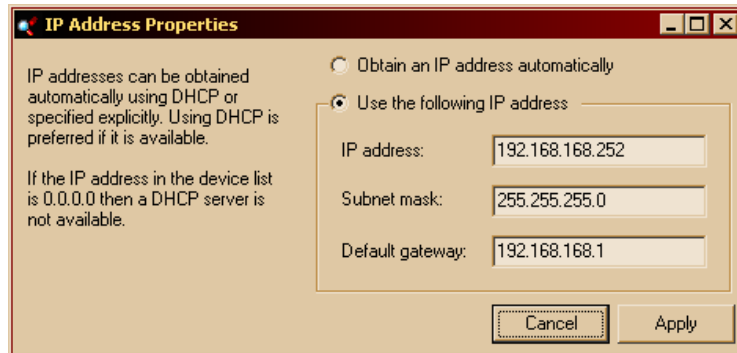 IP Address Properties
IP addresses can be obtained
automatically using DHCP or
specified explicitly. Using DHCP is
preferred if it is available.
If the IP address in the device list
is 0.0.0.0 then a DHCP server is
not available.
Obtain an IP address automatically
Use the following IP address
IP address: 192.168.168.252
Subnet mask: 255.255.255.0
Default gateway: 192.168.168.1
Cancel Apply